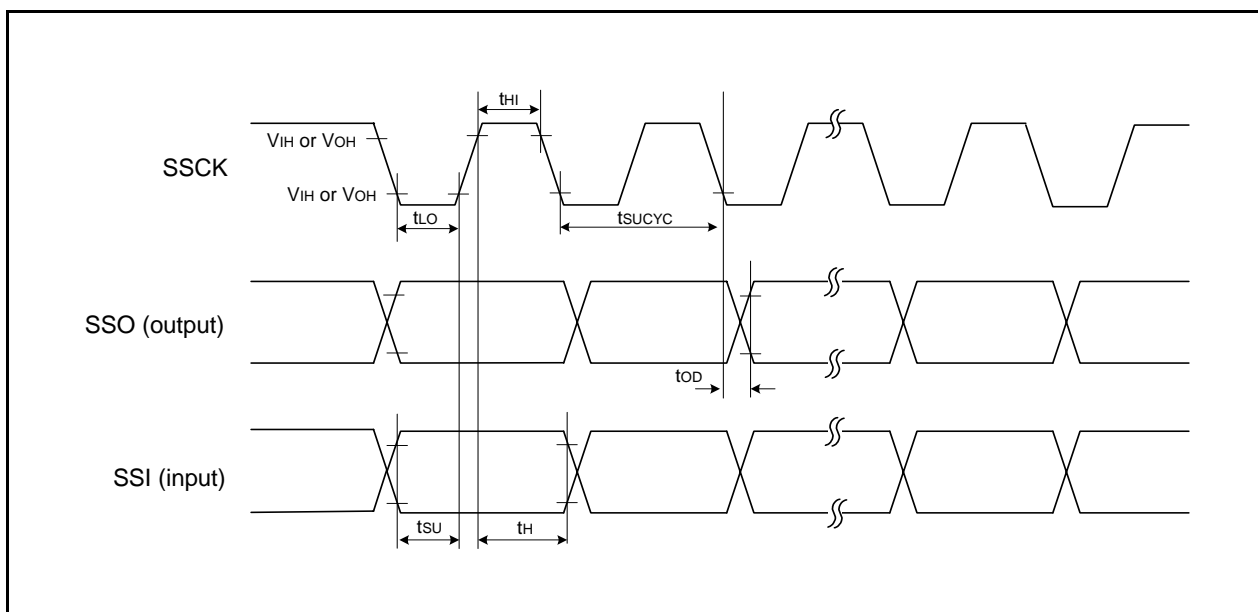 tHI
VIH or VOH
SSCK
VIH or VOH
tLO
tSUCYC
SSO (output)
tOD
SSI (input)
tSU
tH